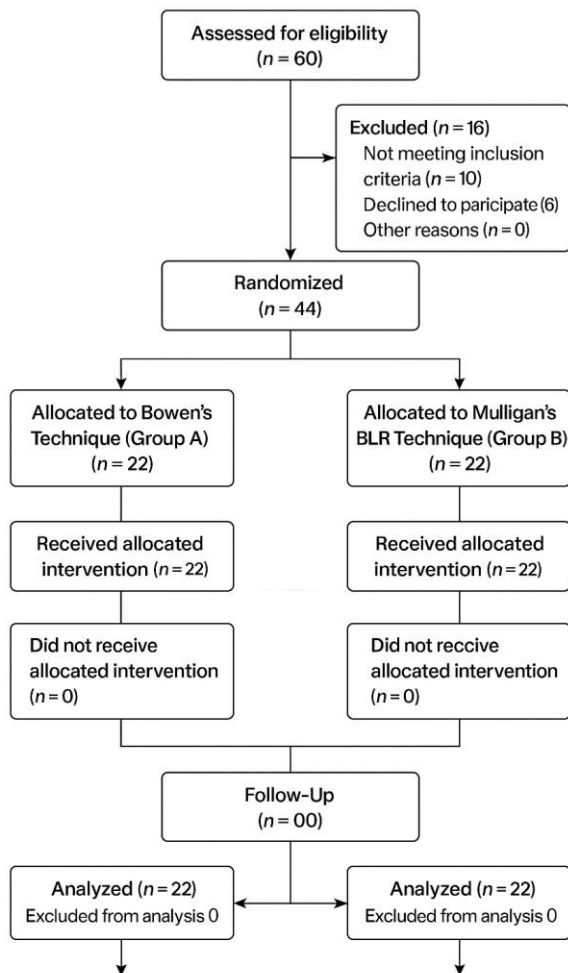 Assessed for eligibility
(n = 60)
Excluded (n = 16)
Not meeting inclusion
criteria (n = 10)
Declined to paricipate (6)
Other reasons (n = 0)
Randomized
(n = 44)
Allocated to Bowen's
Technique (Group A)
(n = 22)
Allocated to Mulligan's
BLR Technique (Group B)
(n = 22)
Received allocated
intervention (n = 22)
Received allocated
intervention (n = 22)
Did not receive
allocated intervention
(n = 0)
Did not reccive
allocated intervention
(n = 0)
Follow-Up
(n = 00)
Analyzed (n = 22)
Excluded from analysis 0
Analyzed (n = 22)
Excluded from analysis 0